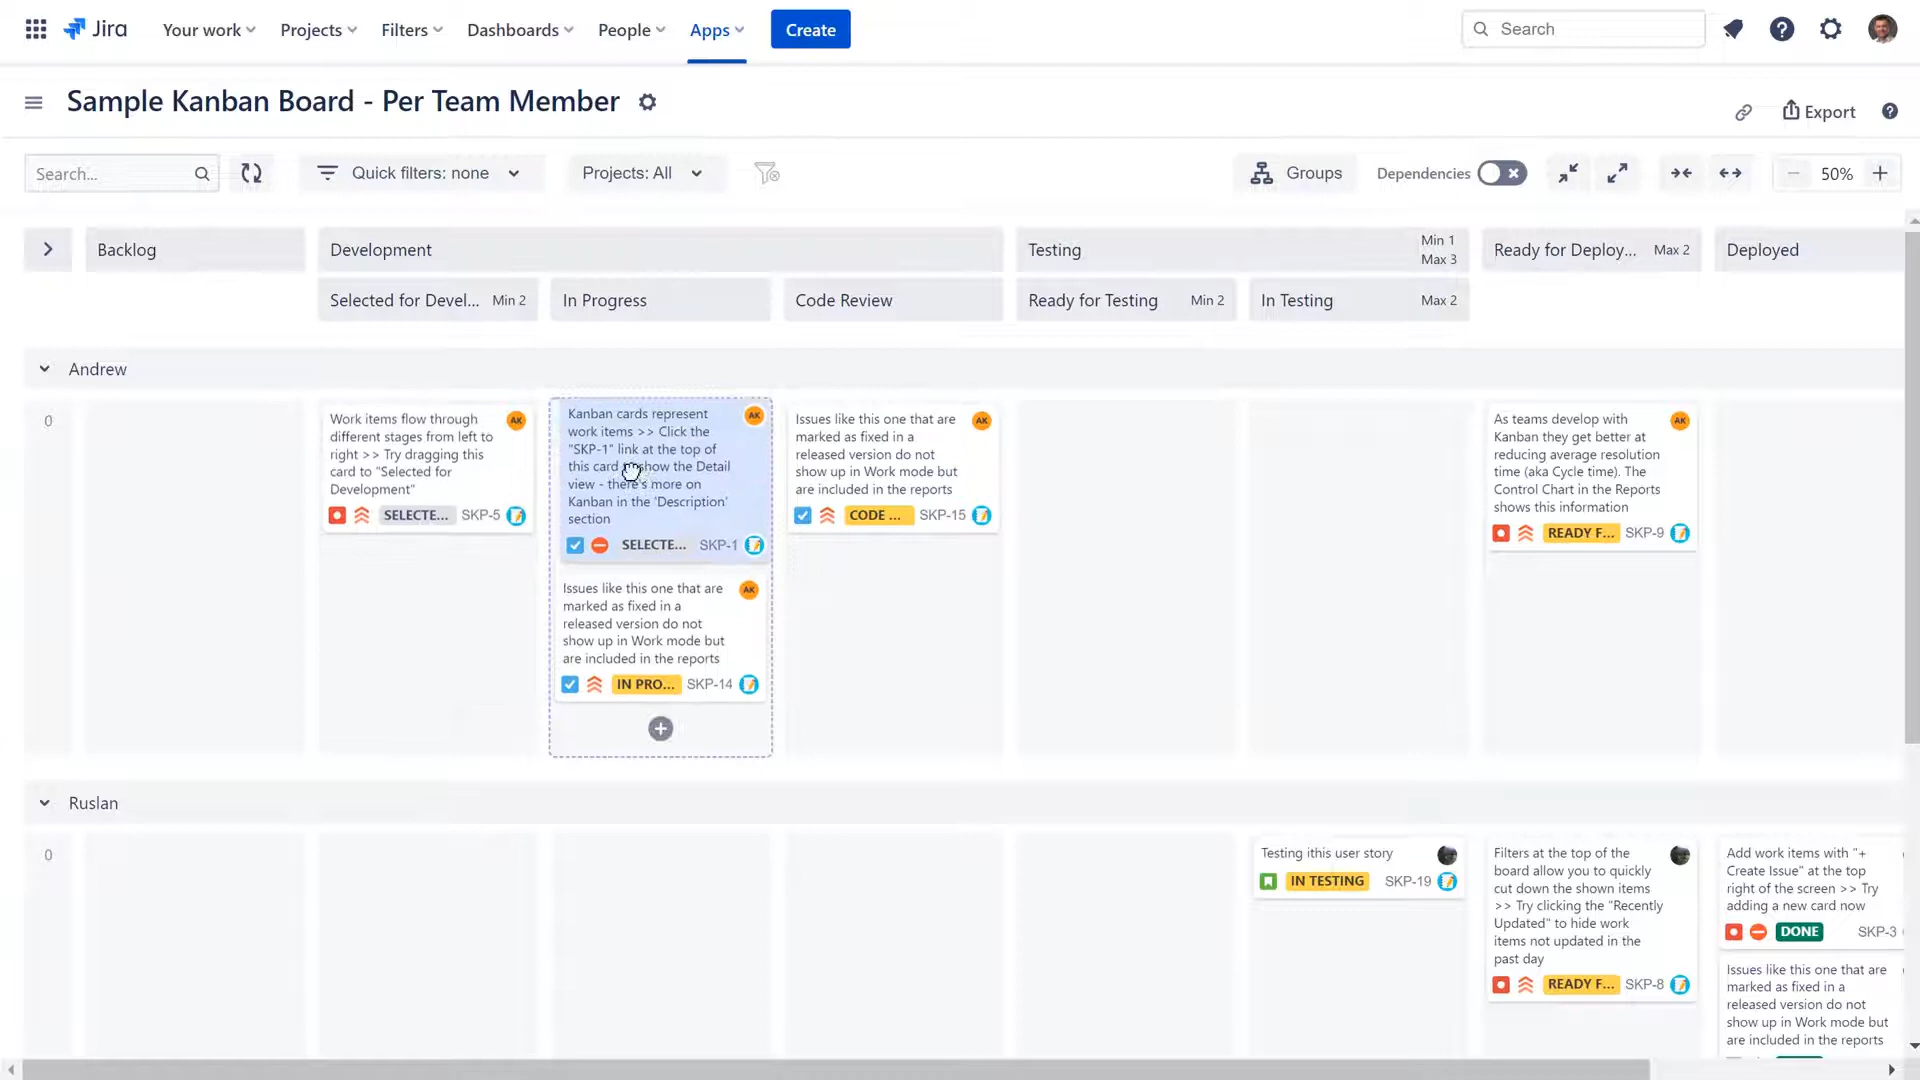 Jira
Your work
Projects
Filters
Dashboards
People
Apps
Create
Search
Sample Kanban Board - Per Team Member
Export
Search...
Quick filters: none
Projects: All
Groups
Dependencies
50%
Backlog
Development
Testing
Min 1
Max 3
Ready for Deploy...
Max 2
Deployed
Selected for Devel...
Min 2
In Progress
Code Review
Ready for Testing
Min 2
In Testing
Max 2
Andrew
0
Work items flow through
different stages from left to
right >> Try dragging this
card to "Selected for
Development"
AK
SELECTE...
SKP-5
Kanban cards represent
work items >> Click the
"SKP-1" link at the top of
this card to show the Detail
view - there's more on
Kanban in the 'Description'
section
AK
SELECTE...
SKP-1
Issues like this one that are
marked as fixed in a
released version do not
show up in Work mode but
are included in the reports
AK
IN PRO...
SKP-14
Issues like this one that are
marked as fixed in a
released version do not
show up in Work mode but
are included in the reports
AK
CODE ...
SKP-15
As teams develop with
Kanban they get better at
reducing average resolution
time (aka Cycle time). The
Control Chart in the Reports
shows this information
AK
READY F...
SKP-9
Ruslan
0
Testing ithis user story
IN TESTING
SKP-19
Filters at the top of the
board allow you to quickly
cut down the shown items
>> Try clicking the "Recently
Updated" to hide work
items not updated in the
past day
READY F...
SKP-8
Add work items with "+
Create Issue" at the top
right of the screen >> Try
adding a new card now
DONE
SKP-3
Issues like this one that are
marked as fixed in a
released version do not
show up in Work mode but
are included in the reports